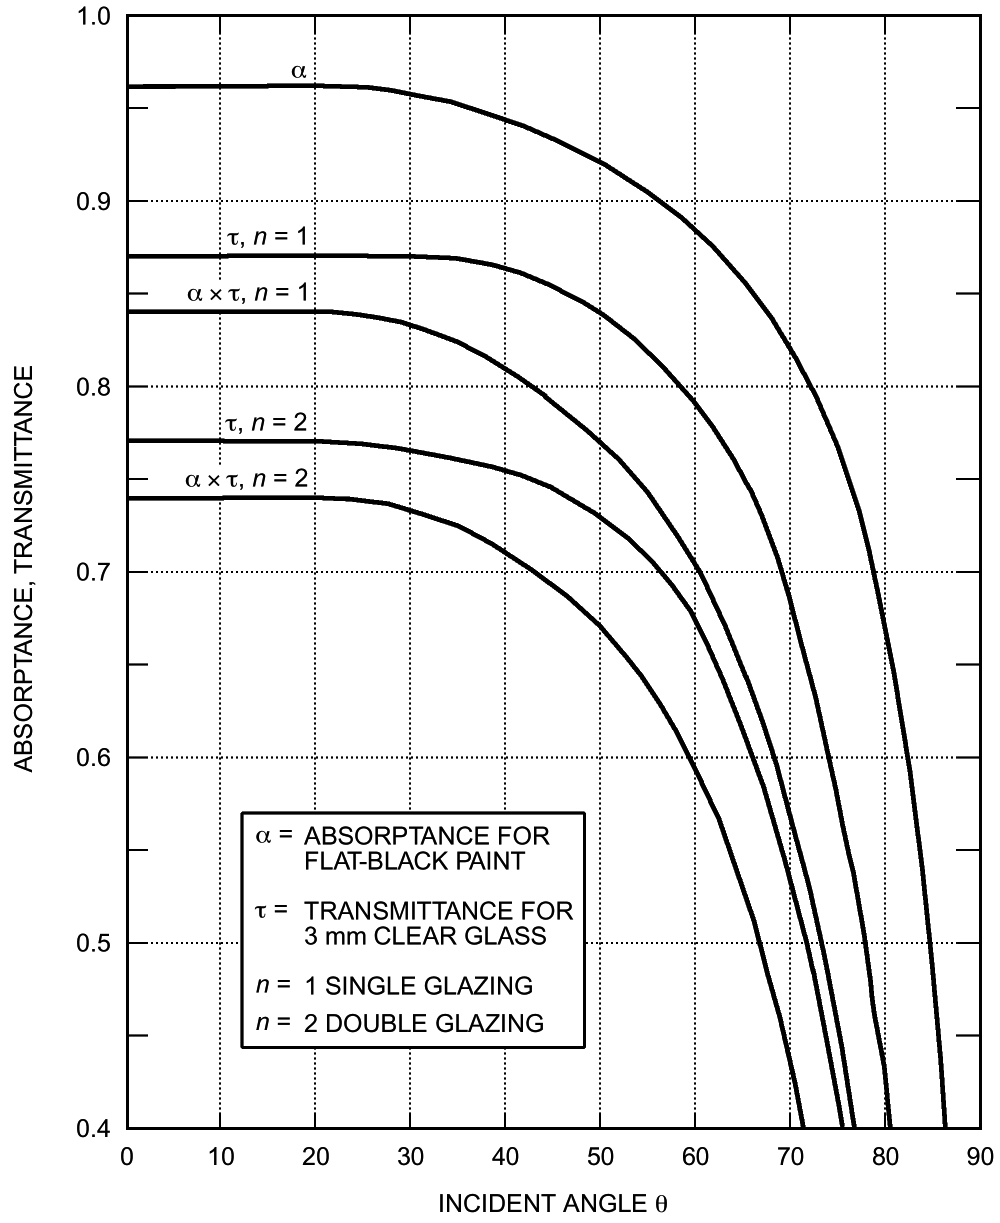 1.0
α
0.9
τ, n = 1
α × τ, n = 1
0.8
τ, n = 2
α × τ, n = 2
0.7
0.6
0.5
0.4
ABSORPTANCE, TRANSMITTANCE
α = ABSORPTANCE FOR
FLAT-BLACK PAINT
τ = TRANSMITTANCE FOR
3 mm CLEAR GLASS
n = 1 SINGLE GLAZING
n = 2 DOUBLE GLAZING
0 10 20 30 40 50 60 70 80 90
INCIDENT ANGLE θ